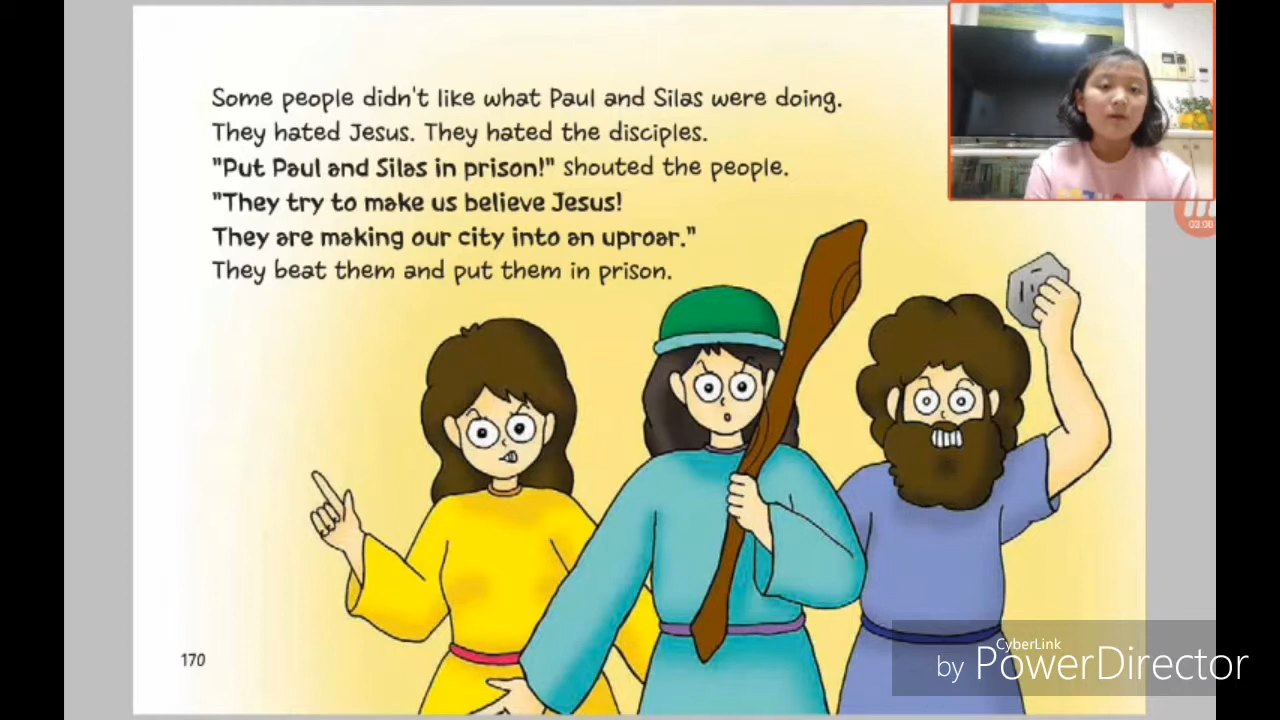 Some people didn't like what Paul and Silas were doing.
They hated Jesus. They hated the disciples.
"Put Paul and Silas in prison!" shouted the people.
"They try to make us believe Jesus!
They are making our city into an uproar."
They beat them and put them in prison.
02:00
170
CyberLink
by PowerDirector